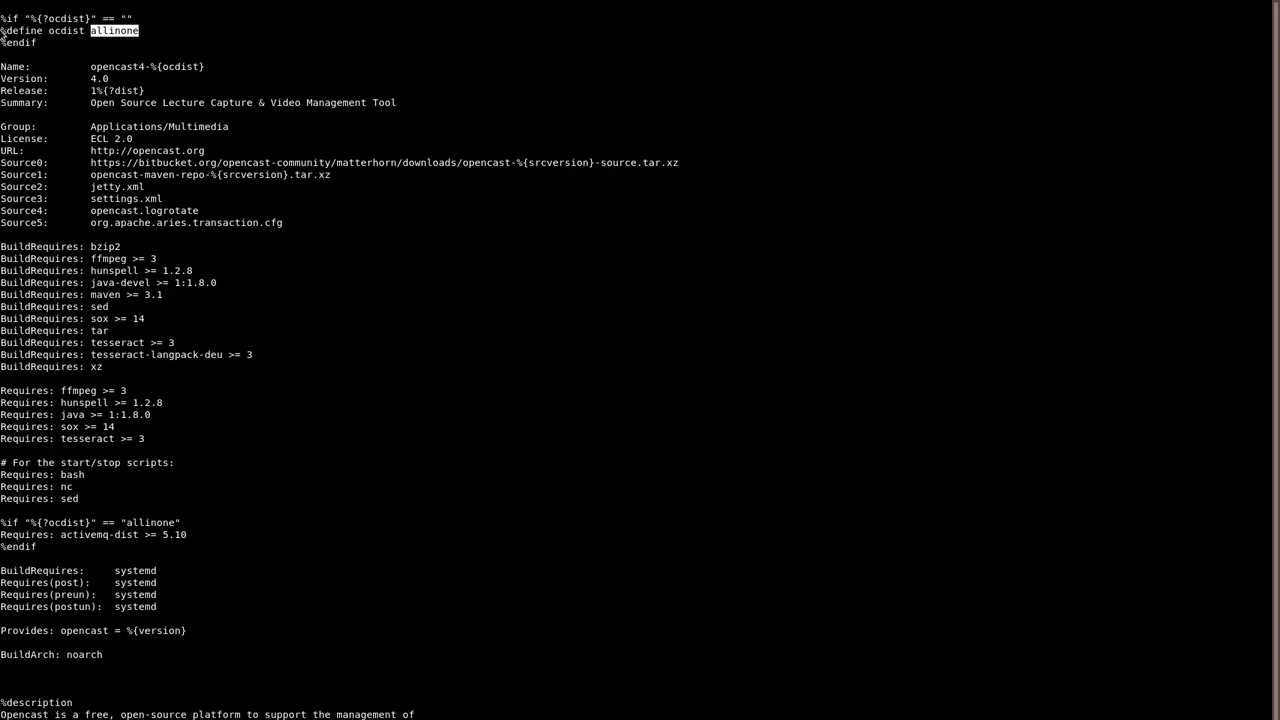 %if "%{?ocdist}" == ""
%define ocdist allinone
%endif
Name: opencast4-%{ocdist}
Version: 4.0
Release: 1%{?dist}
Summary: Open Source Lecture Capture & Video Management Tool
Group: Applications/Multimedia
License: ECL 2.0
URL: http://opencast.org
Source0: https://bitbucket.org/opencast-community/matterhorn/downloads/opencast-%{srcversion}-source.tar.xz
Source1: opencast-maven-repo-%{srcversion}.tar.xz
Source2: jetty.xml
Source3: settings.xml
Source4: opencast.logrotate
Source5: org.apache.aries.transaction.cfg
BuildRequires: bzip2
BuildRequires: ffmpeg >= 3
BuildRequires: hunspell >= 1.2.8
BuildRequires: java-devel >= 1:1.8.0
BuildRequires: maven >= 3.1
BuildRequires: sed
BuildRequires: sox >= 14
BuildRequires: tar
BuildRequires: tesseract >= 3
BuildRequires: tesseract-langpack-deu >= 3
BuildRequires: xz
Requires: ffmpeg >= 3
Requires: hunspell >= 1.2.8
Requires: java >= 1:1.8.0
Requires: sox >= 14
Requires: tesseract >= 3
# For the start/stop scripts:
Requires: bash
Requires: nc
Requires: sed
%if "%{?ocdist}" == "allinone"
Requires: activemq-dist >= 5.10
%endif
BuildRequires: systemd
Requires(post): systemd
Requires(preun): systemd
Requires(postun): systemd
Provides: opencast = %{version}
BuildArch: noarch
%description
Opencast is a free, open-source platform to support the management of